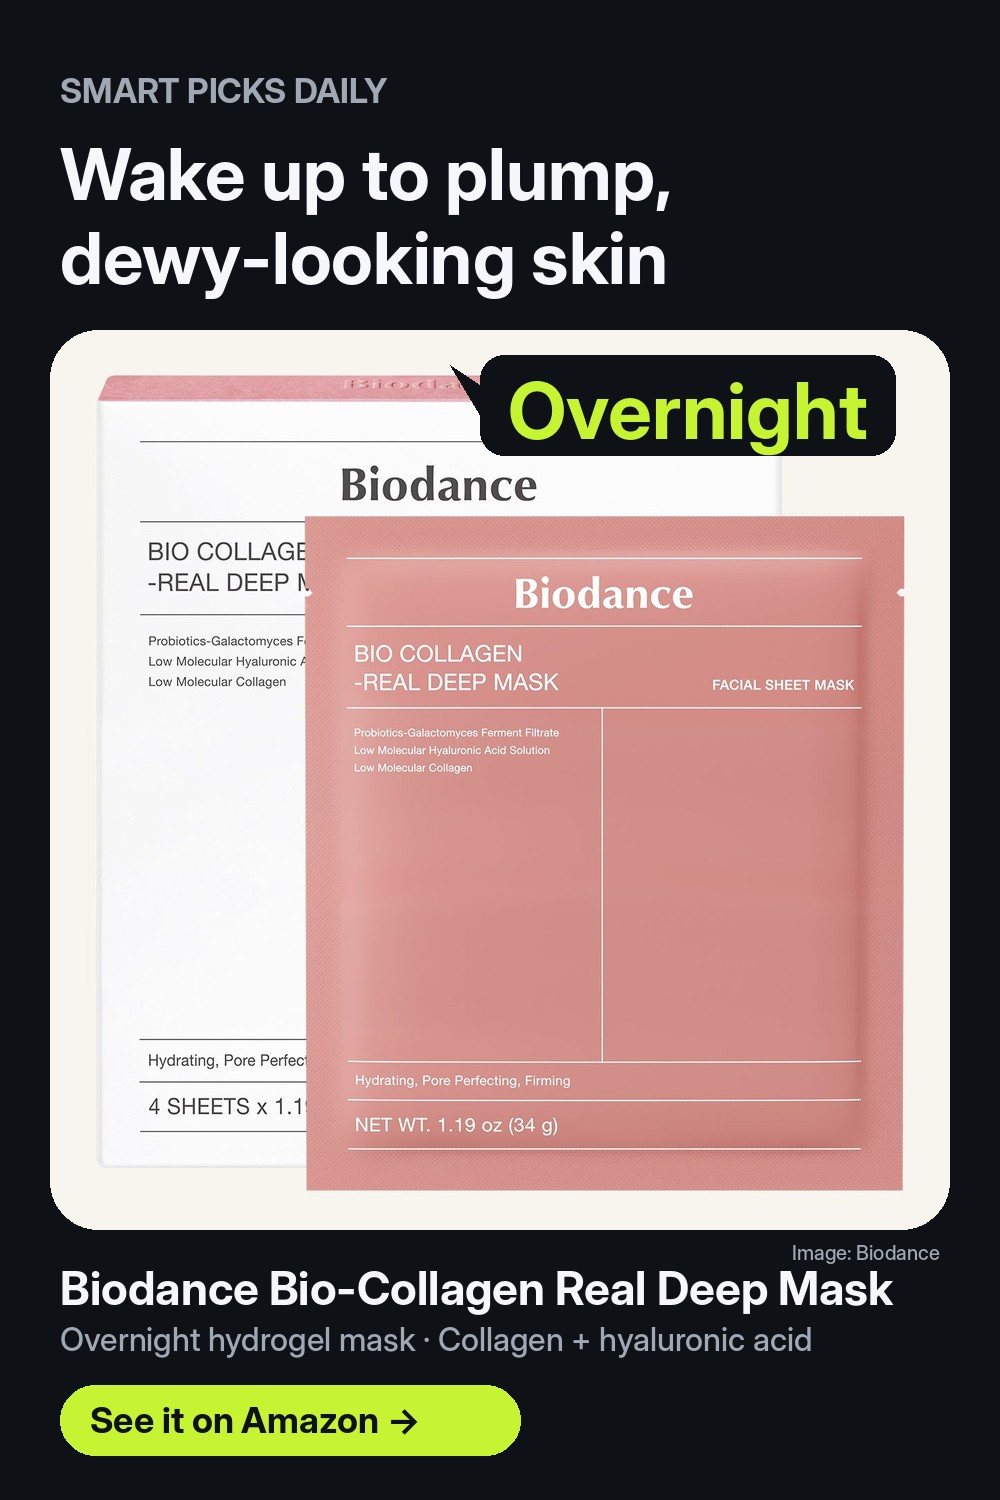 SMART PICKS DAILY
Wake up to plump,
dewy-looking skin
Overnight
Biodance
BIO COLLAGE
-REAL DEEP
Probiotics-Galactomyces
Low Molecular Hyaluronic
Low Molecular Collagen
Hydrating, Pore Perfect
4 SHEETS x 1.19
Biodance
BIO COLLAGEN
-REAL DEEP MASK
FACIAL SHEET MASK
Probiotics-Galactomyces Ferment Filtrate
Low Molecular Hyaluronic Acid Solution
Low Molecular Collagen
Hydrating, Pore Perfecting, Firming
NET WT. 1.19 oz (34 g)
Image: Biodance
Biodance Bio-Collagen Real Deep Mask
Overnight hydrogel mask · Collagen + hyaluronic acid
See it on Amazon →